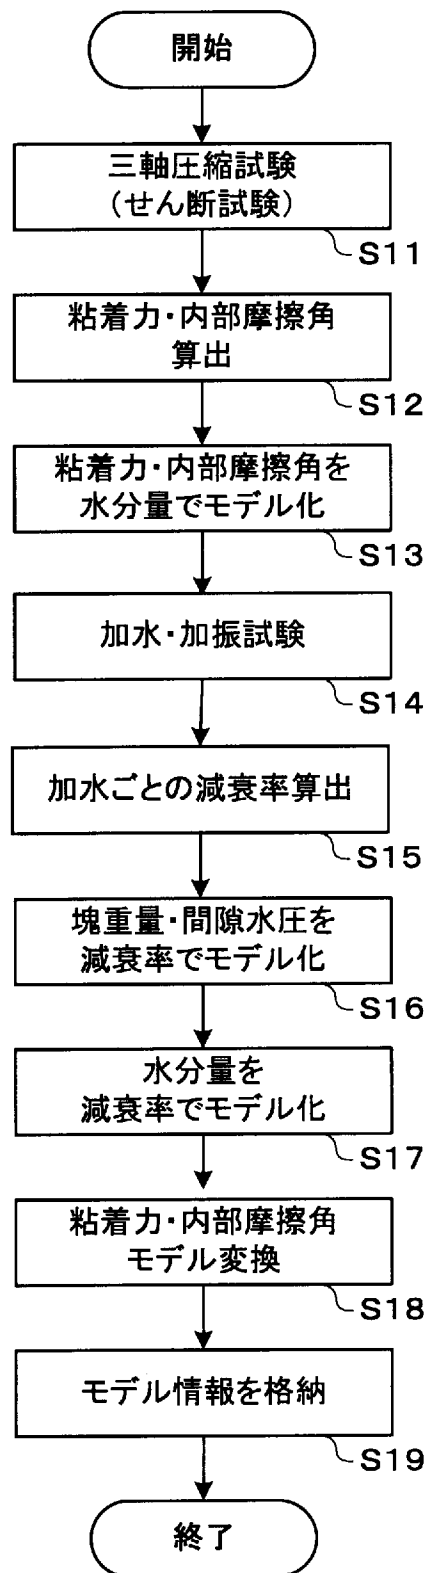 開始
三軸圧縮試験
(せん断試験)
S11
粘着力・内部摩擦角
算出
S12
粘着力・内部摩擦角を
水分量でモデル化
S13
加水・加振試験
S14
加水ごとの減衰率算出
S15
塊重量・間隙水圧を
減衰率でモデル化
S16
水分量を
減衰率でモデル化
S17
粘着力・内部摩擦角
モデル変換
S18
モデル情報を格納
S19
終了